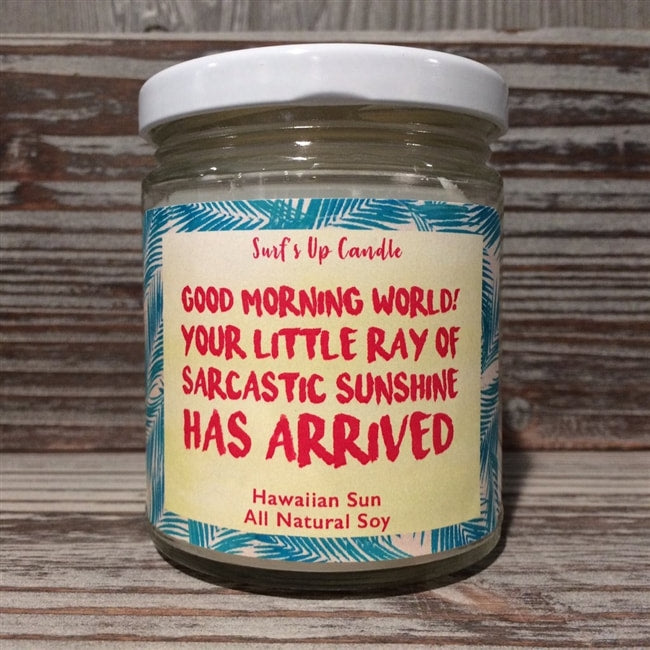 Surf's Up Candle
GOOD MORNING WORLD!
YOUR LITTLE RAY OF
SARCASTIC SUNSHINE
HAS ARRIVED
Hawaiian Sun
All Natural Soy